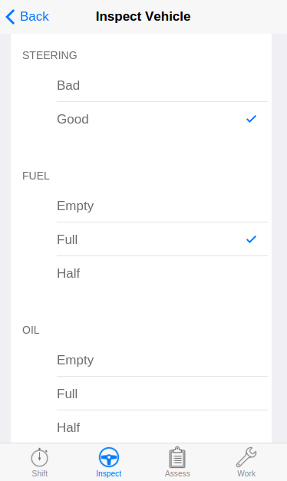 Back
Inspect Vehicle
STEERING
Bad
Good
FUEL
Empty
Full
Half
OIL
Empty
Full
Half
Shift
Inspect
Assess
Work